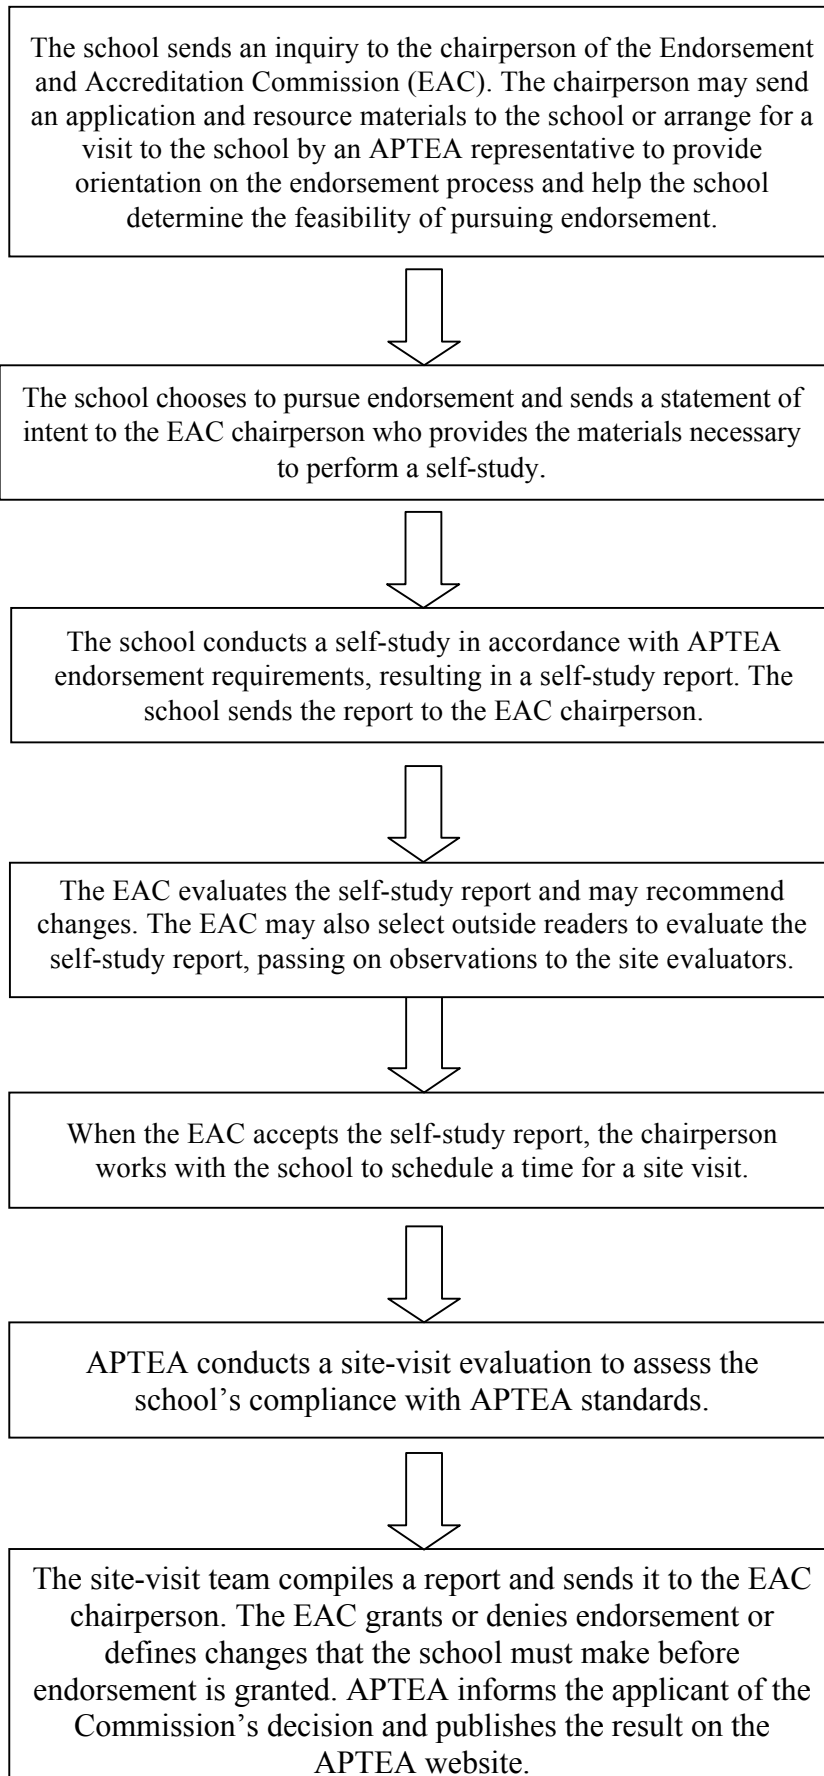 The school sends an inquiry to the chairperson of the Endorsement
and Accreditation Commission (EAC). The chairperson may send
an application and resource materials to the school or arrange for a
visit to the school by an APTEA representative to provide
orientation on the endorsement process and help the school
determine the feasibility of pursuing endorsement.
The school chooses to pursue endorsement and sends a statement of
intent to the EAC chairperson who provides the materials necessary
to perform a self-study.
The school conducts a self-study in accordance with APTEA
endorsement requirements, resulting in a self-study report. The
school sends the report to the EAC chairperson.
The EAC evaluates the self-study report and may recommend
changes. The EAC may also select outside readers to evaluate the
self-study report, passing on observations to the site evaluators.
When the EAC accepts the self-study report, the chairperson
works with the school to schedule a time for a site visit.
APTEA conducts a site-visit evaluation to assess the
school’s compliance with APTEA standards.
The site-visit team compiles a report and sends it to the EAC
chairperson. The EAC grants or denies endorsement or
defines changes that the school must make before
endorsement is granted. APTEA informs the applicant of the
Commission’s decision and publishes the result on the
APTEA website.